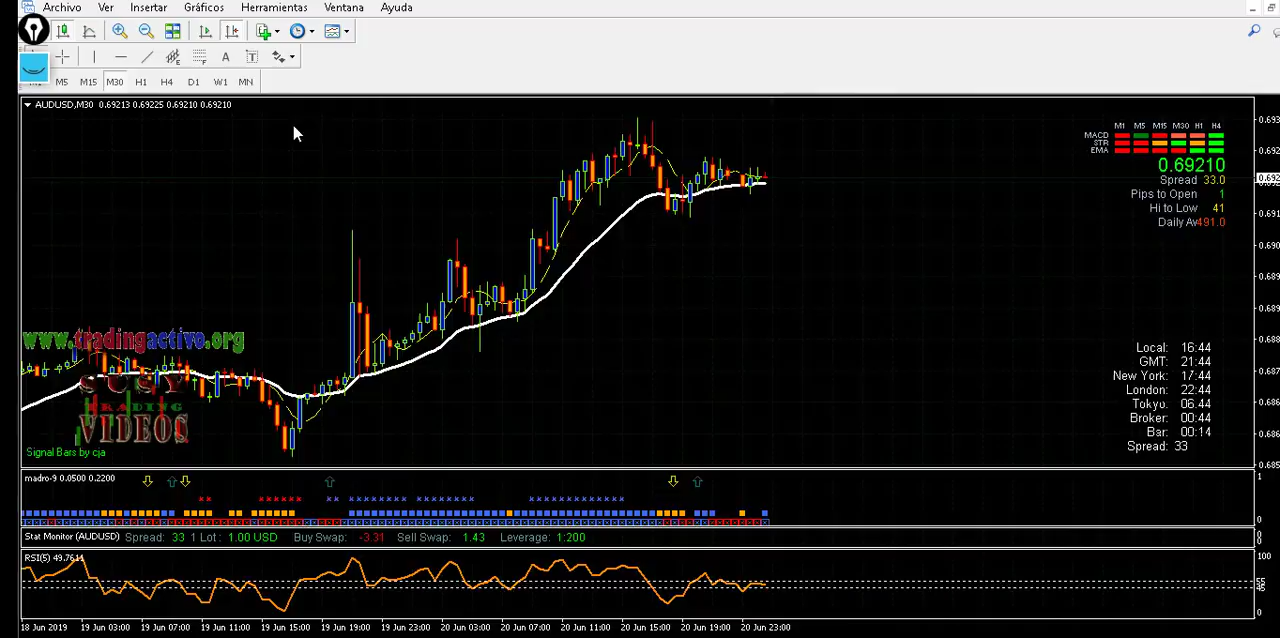 Archivo Ver Insertar Gráficos Herramientas Ventana Ayuda
A T
M5 M15 M30 H1 H4 D1 W1 MN
AUDUSD,M30 0.69213 0.69225 0.69210 0.69210
M1 M5 M15 M30 H1 H4
MACD
STR
EMA
0.69210
Spread 33.0
Pips to Open 1
Hi to Low 41
Daily Av491.0
www.tradingactivo.org
TRADING
VIDEOS
Signal Bars by cja
Local: 16:44
GMT: 21:44
New York: 17:44
London: 22:44
Tokyo: 06:44
Broker: 00:44
Bar: 00:14
Spread: 33
madro-9 0.0500 0.2200
1
0
Stat Monitor (AUDUSD) Spread: 33 1 Lot: 1.00 USD Buy Swap: -3.31 Sell Swap: 1.43 Leverage: 1:200
0
0
RSI(5) 49.7611
100
55
45
0
18 Jun 2019 19 Jun 03:00 19 Jun 07:00 19 Jun 11:00 19 Jun 15:00 19 Jun 19:00 19 Jun 23:00 20 Jun 03:00 20 Jun 07:00 20 Jun 11:00 20 Jun 15:00 20 Jun 19:00 20 Jun 23:00